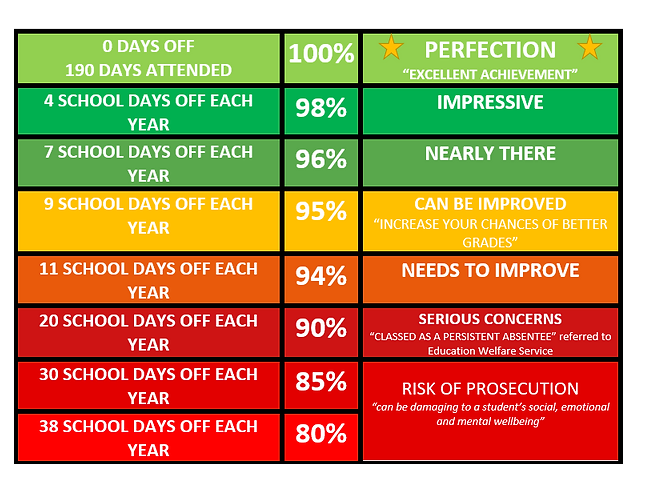 0 DAYS OFF
190 DAYS ATTENDED
100%
PERFECTION
“EXCELLENT ACHIEVEMENT”
4 SCHOOL DAYS OFF EACH
YEAR
98%
IMPRESSIVE
7 SCHOOL DAYS OFF EACH
YEAR
96%
NEARLY THERE
9 SCHOOL DAYS OFF EACH
YEAR
95%
CAN BE IMPROVED
“INCREASE YOUR CHANCES OF BETTER
GRADES”
11 SCHOOL DAYS OFF EACH
YEAR
94%
NEEDS TO IMPROVE
20 SCHOOL DAYS OFF EACH
YEAR
90%
SERIOUS CONCERNS
“CLASSED AS A PERSISTENT ABSENTEE” referred to
Education Welfare Service
30 SCHOOL DAYS OFF EACH
YEAR
85%
RISK OF PROSECUTION
“can be damaging to a student’s social, emotional
and mental wellbeing”
38 SCHOOL DAYS OFF EACH
YEAR
80%